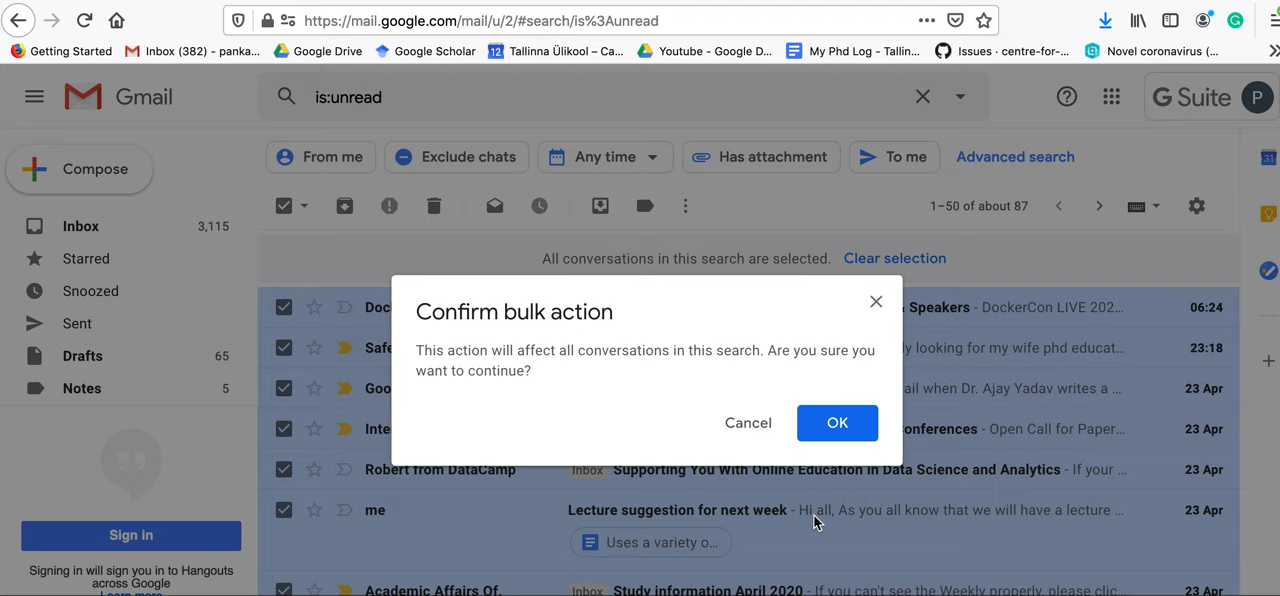 https://mail.google.com/mail/u/2/#search/is%3Aunread
Getting Started
Inbox (382) - panka...
Google Drive
Google Scholar
12
Tallinna Ülikool – Ca...
Youtube - Google D...
My Phd Log - Tallin...
Issues · centre-for-...
Novel coronavirus (...
Gmail
is:unread
G Suite
P
Compose
From me
Exclude chats
Any time
Has attachment
To me
Advanced search
1–50 of about 87
31
Inbox 3,115
Starred
Snoozed
Sent
Drafts 65
Notes 5
All conversations in this search are selected. Clear selection
Confirm bulk action
This action will affect all conversations in this search. Are you sure you
want to continue?
Cancel
OK
Speakers - DockerCon LIVE 202... 06:24
looking for my wife phd educat... 23:18
ail when Dr. Ajay Yadav writes a ... 23 Apr
onferences - Open Call for Paper... 23 Apr
Robert from DataCamp Inbox Supporting You With Online Education in Data Science and Analytics - If your ... 23 Apr
me Lecture suggestion for next week - Hi all, As you all know that we will have a lecture ... 23 Apr
Uses a variety o...
Academic Affairs Of. Inbox Study information April 2020 - If you can't see the Weekly properly, please clic... 23 Apr
Sign in
Signing in will sign you in to Hangouts
across Google
Learn more